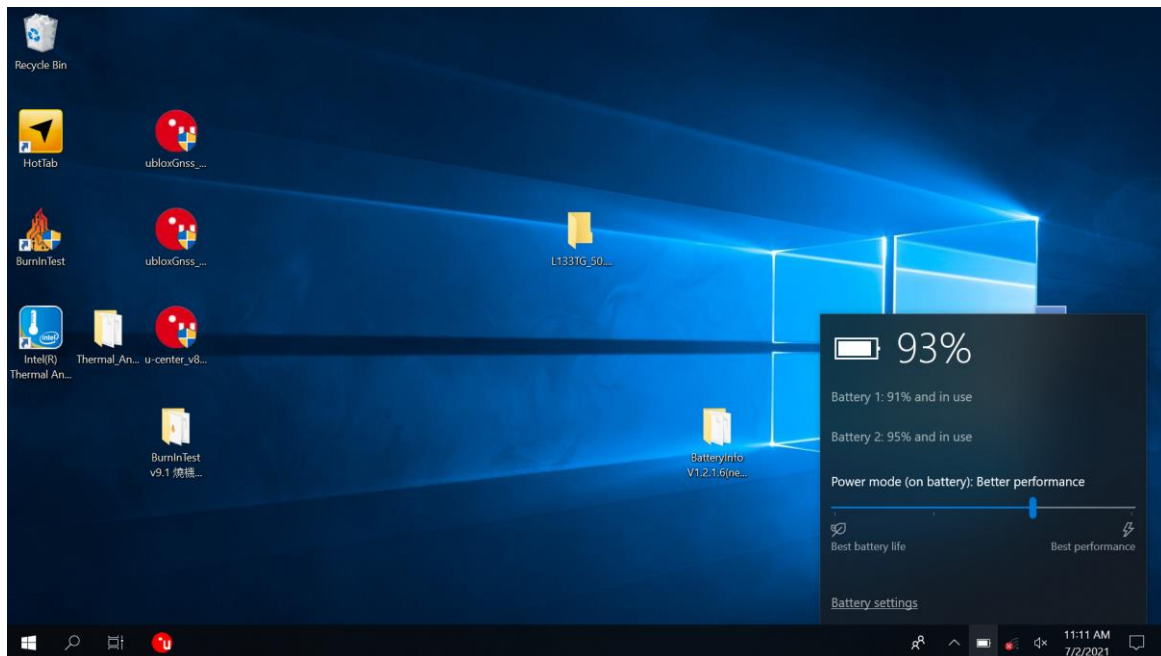 Recycle Bin
HotTab
ubloxGnss_...
BurnInTest
ubloxGnss_...
L133TG_50....
Intel(R)
Thermal An...
Thermal_An...
u-center_v8...
BurnInTest
v9.1 燒機...
BatteryInfo
V1.2.1.6(ne...
93%
Battery 1: 91% and in use
Battery 2: 95% and in use
Power mode (on battery): Better performance
Best battery life
Best performance
Battery settings
11:11 AM
7/2/2021